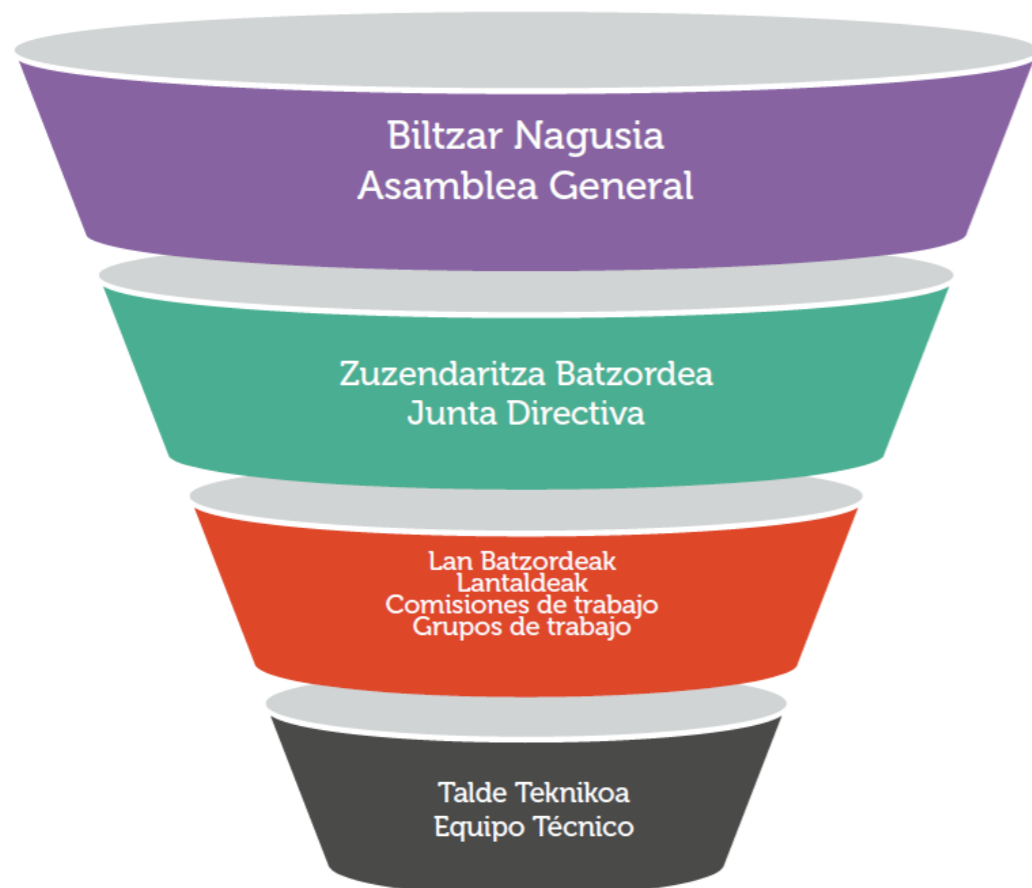 Biltzar Nagusia
Asamblea General
Zuzendaritza Batzordea
Junta Directiva
Lan Batzordeak
Lantaldeak
Comisiones de trabajo
Grupos de trabajo
Talde Teknikoa
Equipo Técnico